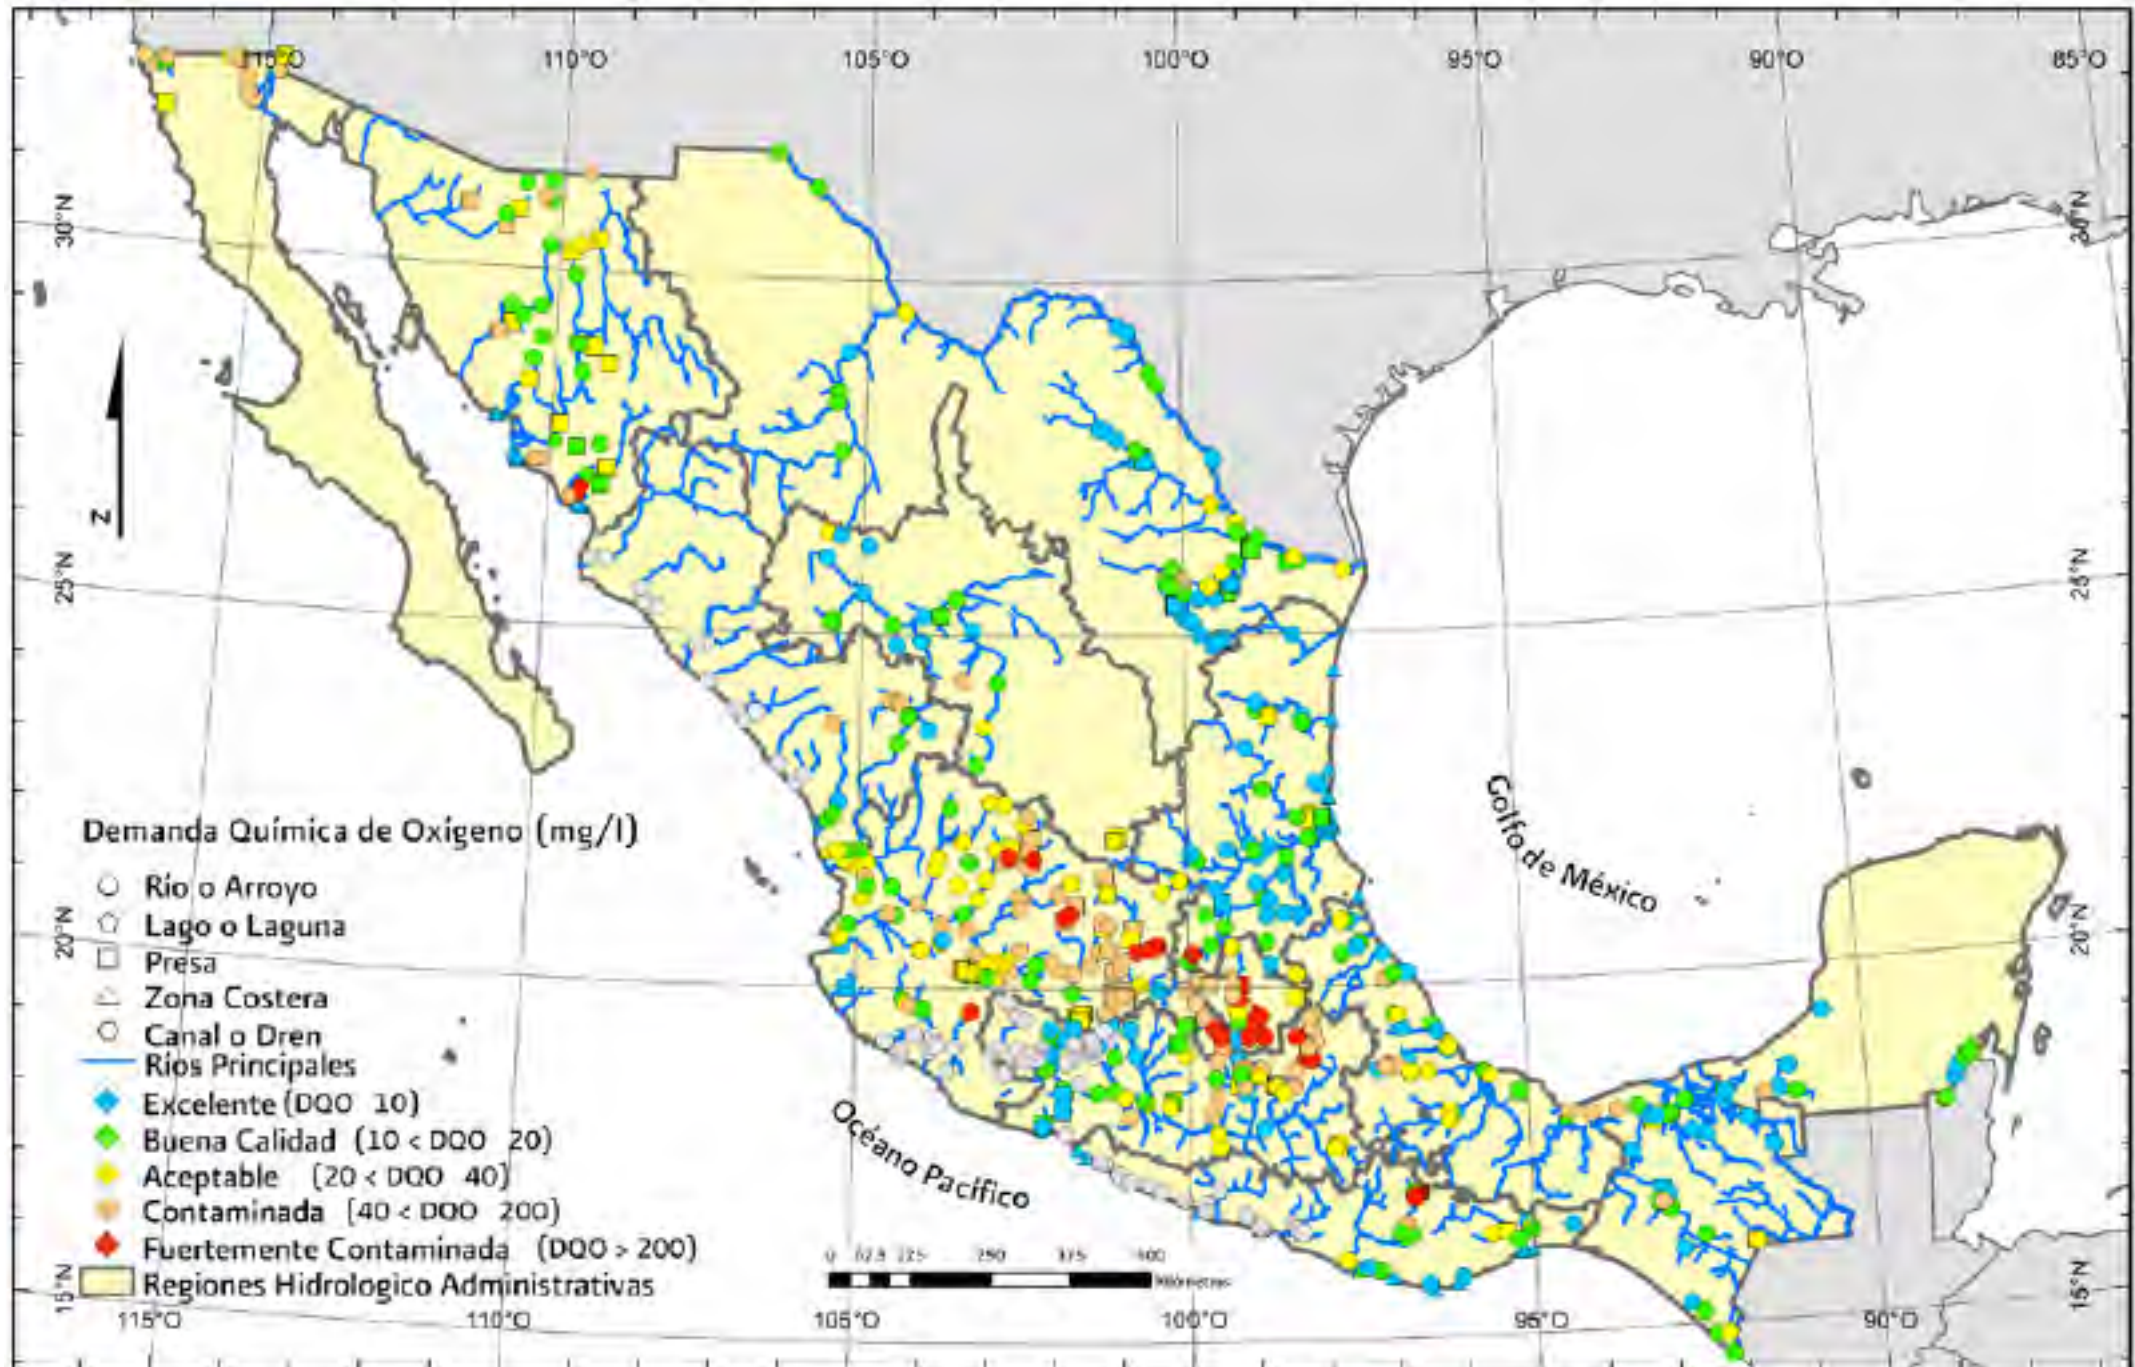 115°O 110°O 105°O 100°O 95°O 90°O 85°O
30°N 30°N
25°N 25°N
20°N 20°N
15°N 15°N
N
Golfo de México
Océano Pacífico
Demanda Química de Oxígeno (mg/l)
Río o Arroyo
Lago o Laguna
Presa
Zona Costera
Canal o Dren
Ríos Principales
Excelente (DQO 10)
Buena Calidad (10 < DQO 20)
Aceptable (20 < DQO 40)
Contaminada (40 < DQO 200)
Fuertemente Contaminada (DQO > 200)
Regiones Hidrologico Administrativas
0 250
Kilómetros
115°O 110°O 105°O 100°O 95°O 90°O